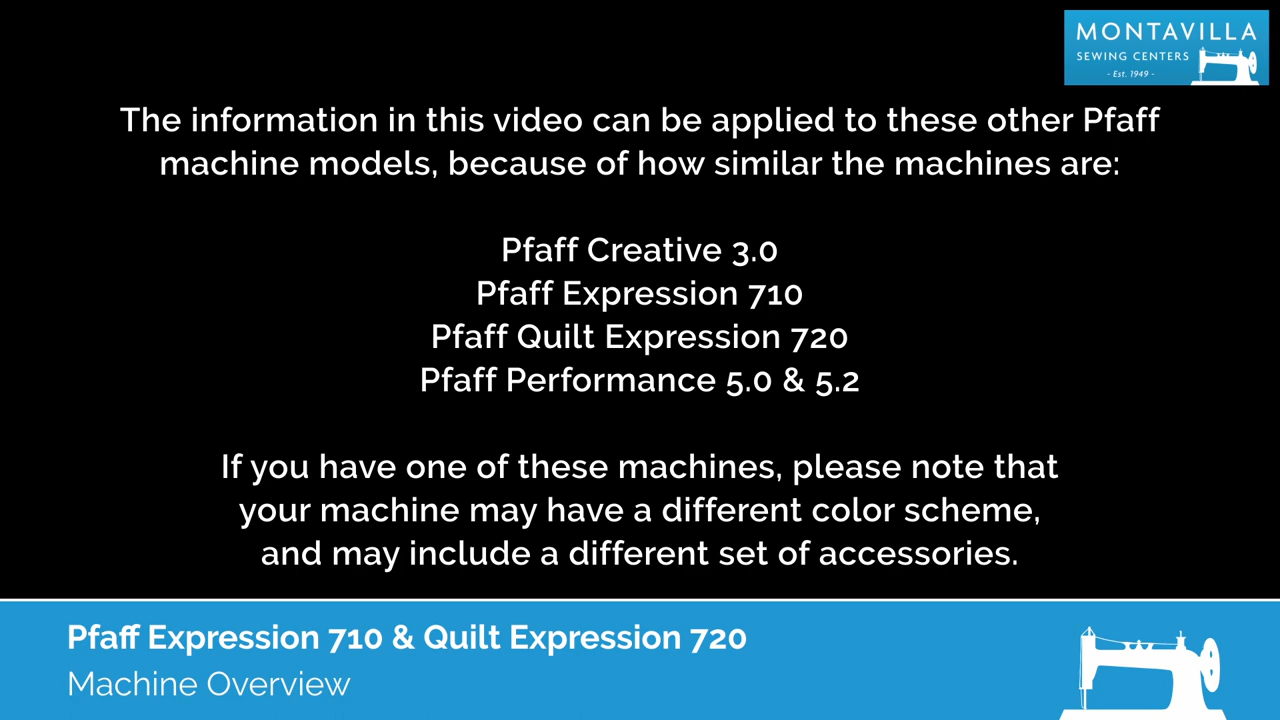 MONTAVILLA
SEWING CENTERS
- Est. 1949 -
The information in this video can be applied to these other Pfaff
machine models, because of how similar the machines are:
Pfaff Creative 3.0
Pfaff Expression 710
Pfaff Quilt Expression 720
Pfaff Performance 5.0 & 5.2
If you have one of these machines, please note that
your machine may have a different color scheme,
and may include a different set of accessories.
Pfaff Expression 710 & Quilt Expression 720
Machine Overview